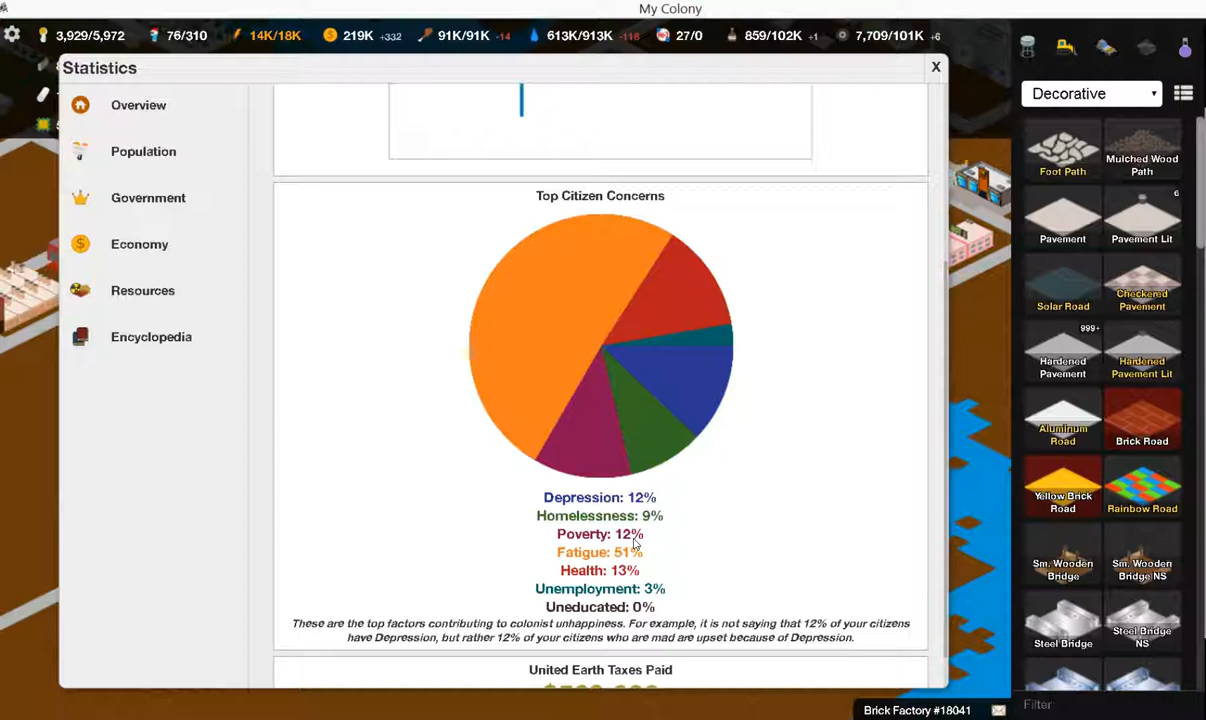 My Colony
3,929/5,972 76/310 14K/18K 219K +332 91K/91K -14 613K/913K -118 27/0 859/102K +1 7,709/101K +6
Statistics X
Overview
Population
Government
Economy
Resources
Encyclopedia
Top Citizen Concerns
Depression: 12%
Homelessness: 9%
Poverty: 12%
Fatigue: 51%
Health: 13%
Unemployment: 3%
Uneducated: 0%
These are the top factors contributing to colonist unhappiness. For example, it is not saying that 12% of your citizens
have Depression, but rather 12% of your citizens who are mad are upset because of Depression.
United Earth Taxes Paid
Decorative
Foot Path
Mulched Wood
Path
6
Pavement
Pavement Lit
Solar Road
Checkered
Pavement
999+
Hardened
Pavement
Hardened
Pavement Lit
Aluminum
Road
Brick Road
Yellow Brick
Road
Rainbow Road
Sm. Wooden
Bridge
Sm. Wooden
Bridge NS
Steel Bridge
Steel Bridge
NS
Filter
Brick Factory #18041